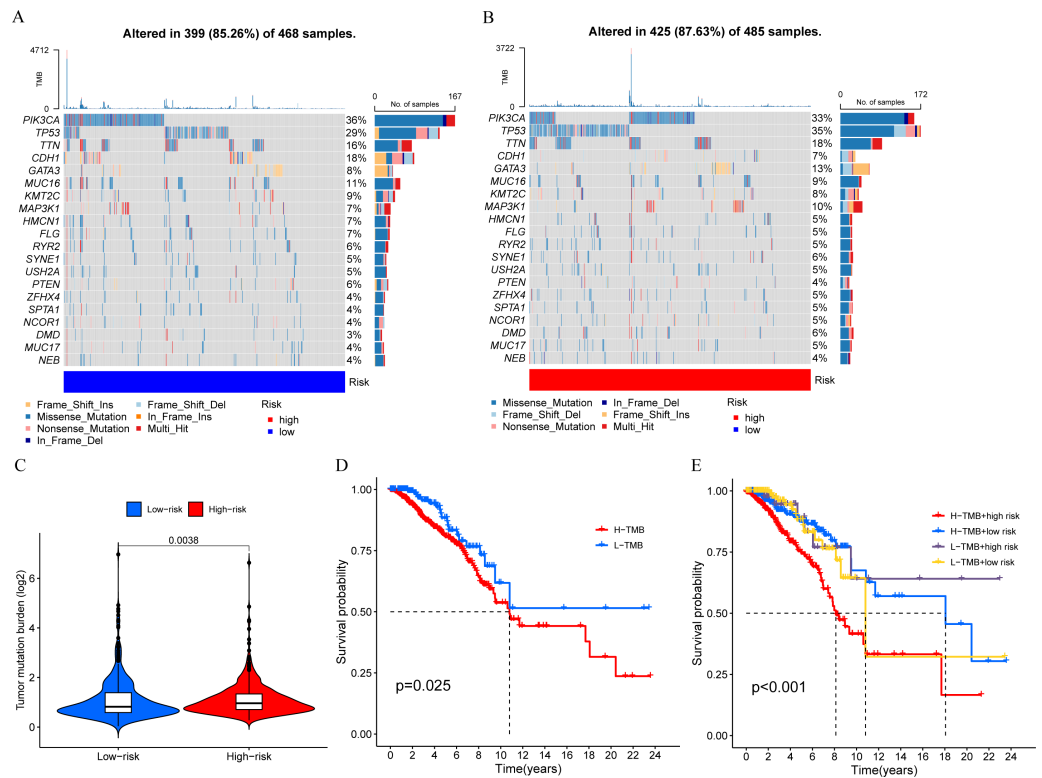 A
Altered in 399 (85.26%) of 468 samples.
4712
TMB
0
0 167
No. of samples
PIK3CA 36%
TP53 29%
TTN 16%
CDH1 18%
GATA3 8%
MUC16 11%
KMT2C 9%
MAP3K1 7%
HMCN1 7%
FLG 7%
RYR2 6%
SYNE1 5%
USH2A 5%
PTEN 6%
ZFHX4 4%
SPTA1 4%
NCOR1 4%
DMD 3%
MUC17 4%
NEB 4%
Risk
Frame_Shift_Ins Frame_Shift_Del Risk
Missense_Mutation In_Frame_Ins high
Nonsense_Mutation Multi_Hit low
In_Frame_Del
B
Altered in 425 (87.63%) of 485 samples.
3722
TMB
0
0 172
No. of samples
PIK3CA 33%
TP53 35%
TTN 18%
CDH1 7%
GATA3 13%
MUC16 9%
KMT2C 8%
MAP3K1 10%
HMCN1 5%
FLG 5%
RYR2 5%
SYNE1 6%
USH2A 5%
PTEN 4%
ZFHX4 5%
SPTA1 5%
NCOR1 5%
DMD 6%
MUC17 5%
NEB 4%
Risk
Missense_Mutation In_Frame_Del Risk
Frame_Shift_Del Frame_Shift_Ins high
Nonsense_Mutation Multi_Hit low
C
Low-risk High-risk
0.0038
Tumor mutation burden (log2)
6
4
2
0
Low-risk High-risk
D
H-TMB
L-TMB
Survival probability
1.00
0.75
0.50
0.25
0.00
p=0.025
0 2 4 6 8 10 12 14 16 18 20 22 24
Time(years)
E
H-TMB+high risk
H-TMB+low risk
L-TMB+high risk
L-TMB+low risk
Survival probability
1.00
0.75
0.50
0.25
0.00
p<0.001
0 2 4 6 8 10 12 14 16 18 20 22 24
Time(years)